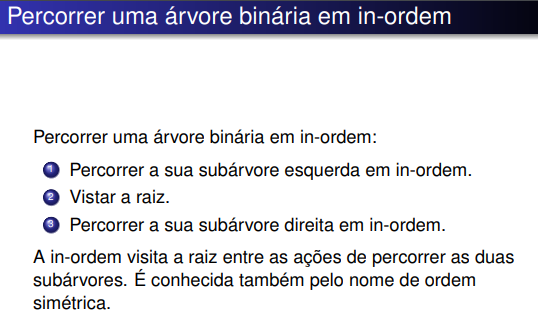 Percorrer uma árvore binária em in-ordem
Percorrer uma árvore binária em in-ordem:
1 Percorrer a sua subárvore esquerda em in-ordem.
2 Vistar a raiz.
3 Percorrer a sua subárvore direita em in-ordem.
A in-ordem visita a raiz entre as ações de percorrer as duas
subárvores. É conhecida também pelo nome de ordem
simétrica.